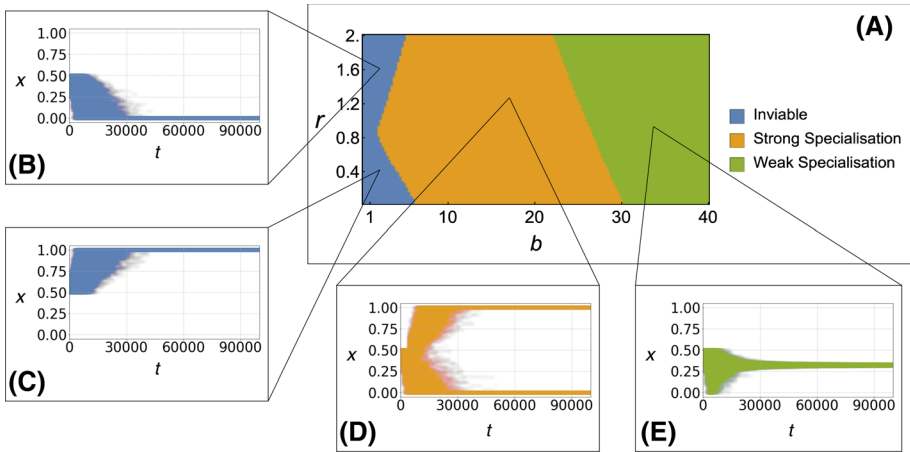 (A)
2.
1.6
1.2
0.8
0.4
r
1 10 20 30 40
b
Inviable
Strong Specialisation
Weak Specialisation
1.00
0.75
0.50
0.25
0.00
x
0 30000 60000 90000
t
(B)
1.00
0.75
0.50
0.25
0.00
x
0 30000 60000 90000
t
(C)
1.00
0.75
0.50
0.25
0.00
x
0 30000 60000 90000
t
(D)
1.00
0.75
0.50
0.25
0.00
x
0 30000 60000 90000
t
(E)